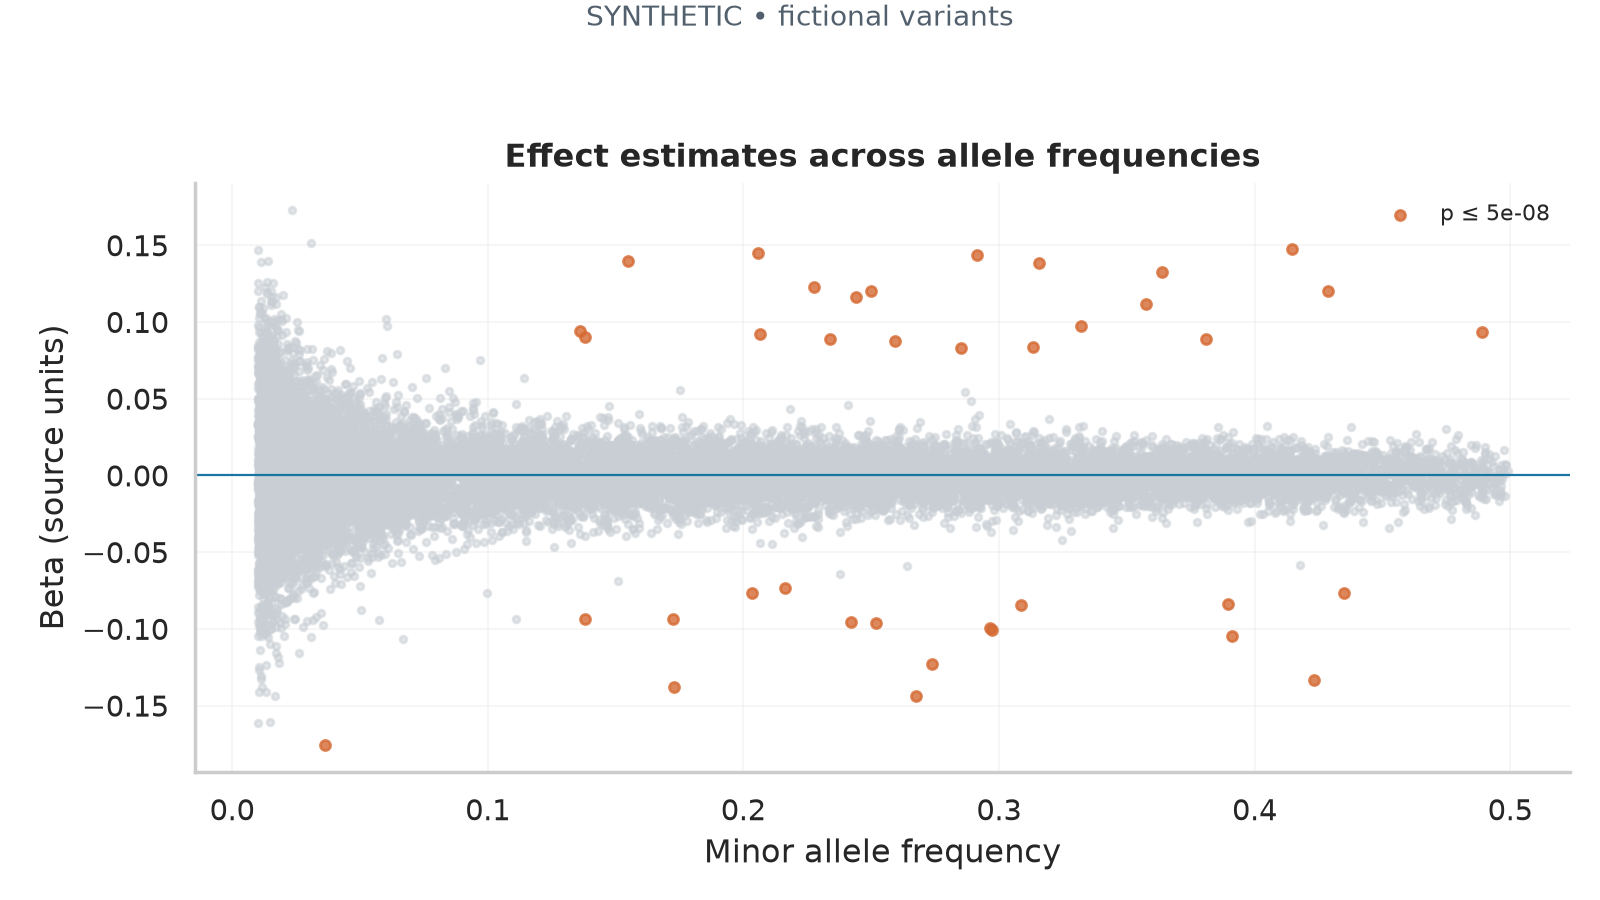 SYNTHETIC • fictional variants
Effect estimates across allele frequencies
p ≤ 5e-08
Beta (source units)
0.15
0.10
0.05
0.00
−0.05
−0.10
−0.15
0.0 0.1 0.2 0.3 0.4 0.5
Minor allele frequency